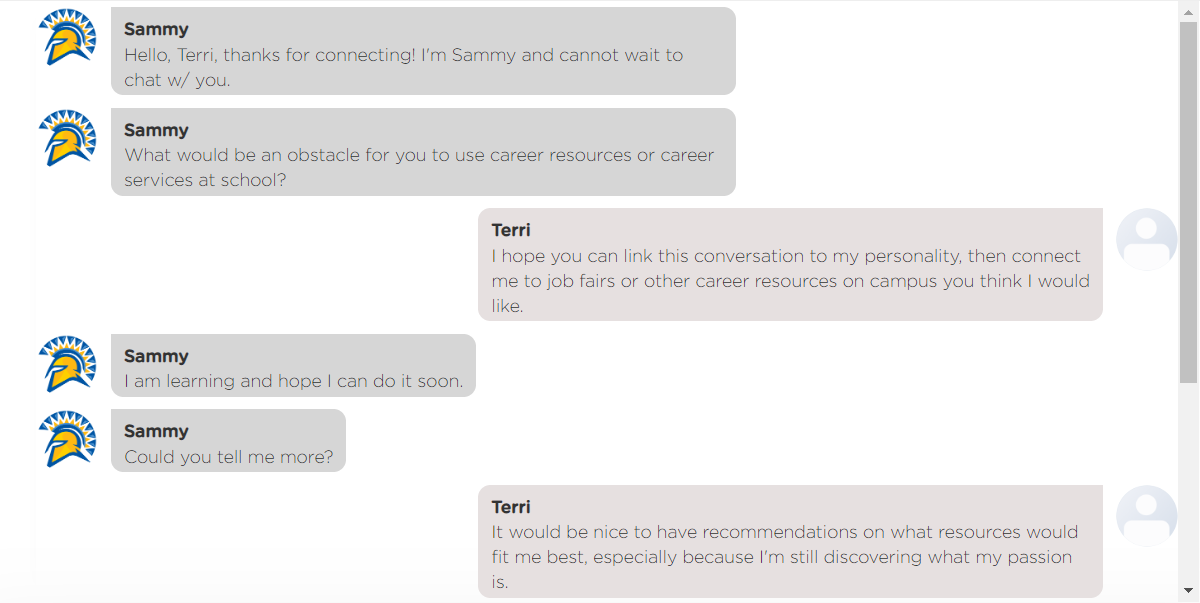 Sammy
Hello, Terri, thanks for connecting! I'm Sammy and cannot wait to
chat w/ you.
Sammy
What would be an obstacle for you to use career resources or career
services at school?
Terri
I hope you can link this conversation to my personality, then connect
me to job fairs or other career resources on campus you think I would
like.
Sammy
I am learning and hope I can do it soon.
Sammy
Could you tell me more?
Terri
It would be nice to have recommendations on what resources would
fit me best, especially because I'm still discovering what my passion
is.